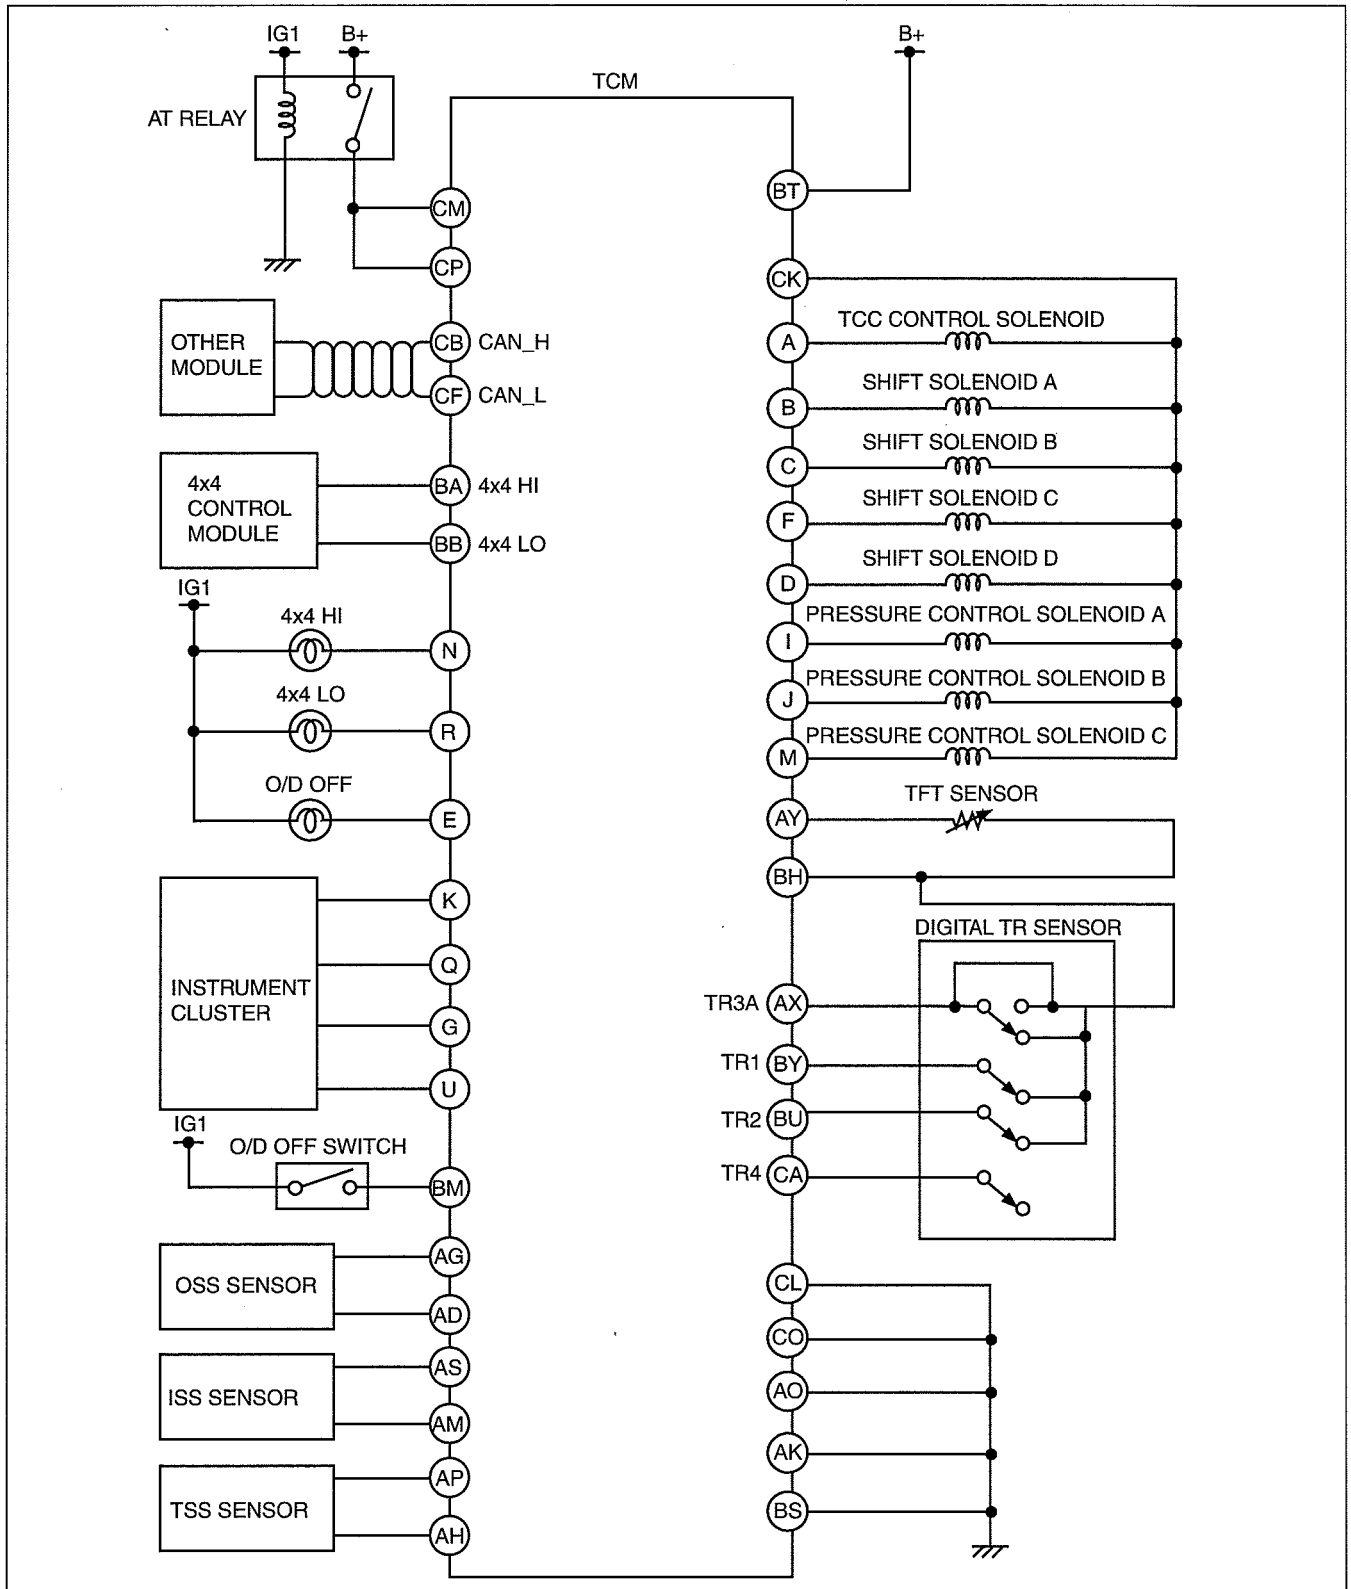 IG1 B+
B+
TCM
AT RELAY
BT
CM
CP
CK
TCC CONTROL SOLENOID
OTHER
MODULE
CB CAN_H
A
SHIFT SOLENOID A
CF CAN_L
B
SHIFT SOLENOID B
C
4x4
CONTROL
MODULE
BA 4x4 HI
SHIFT SOLENOID C
F
BB 4x4 LO
SHIFT SOLENOID D
D
IG1
4x4 HI
PRESSURE CONTROL SOLENOID A
N
I
4x4 LO
PRESSURE CONTROL SOLENOID B
J
R
PRESSURE CONTROL SOLENOID C
M
O/D OFF
TFT SENSOR
E
AY
BH
K
DIGITAL TR SENSOR
Q
INSTRUMENT
CLUSTER
TR3A AX
G
TR1 BY
U
TR2 BU
IG1
O/D OFF SWITCH
TR4 CA
BM
AG
OSS SENSOR
CL
AD
CO
AS
ISS SENSOR
AO
AM
AK
AP
TSS SENSOR
BS
AH